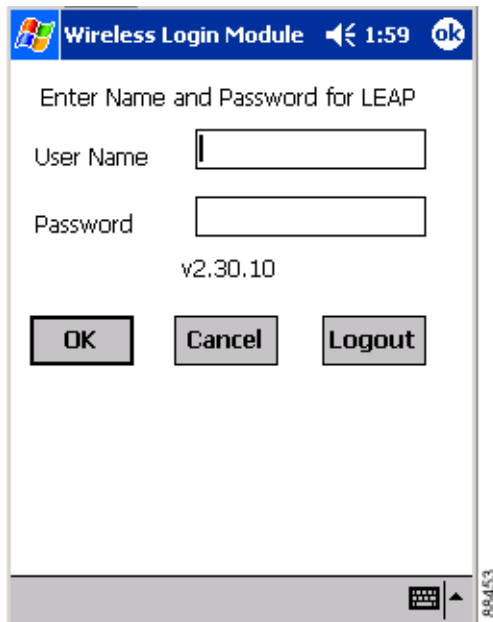 Wireless Login Module 1:59 ok
Enter Name and Password for LEAP
User Name
Password
v2.30.10
OK Cancel Logout
88453